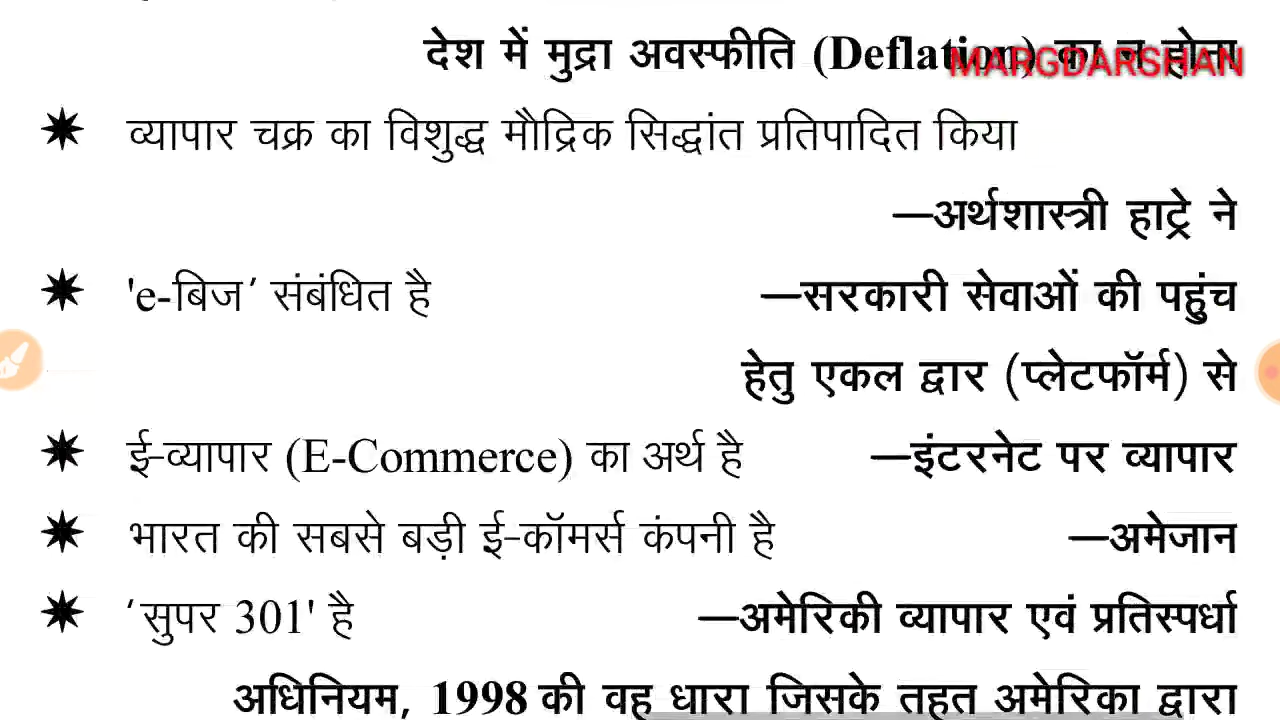 देश में मुद्रा अवस्फीति (Deflation) का न होता
MARGDARSHAN
✷ व्यापार चक्र का विशुद्ध मौद्रिक सिद्धांत प्रतिपादित किया
—अर्थशास्त्री हाट्रे ने
✷ 'e-बिज' संबंधित है —सरकारी सेवाओं की पहुंच
हेतु एकल द्वार (प्लेटफॉर्म) से
✷ ई-व्यापार (E-Commerce) का अर्थ है —इंटरनेट पर व्यापार
✷ भारत की सबसे बड़ी ई-कॉमर्स कंपनी है —अमेजान
✷ 'सुपर 301' है —अमेरिकी व्यापार एवं प्रतिस्पर्धा
अधिनियम, 1998 की वह धारा जिसके तहत अमेरिका द्वारा